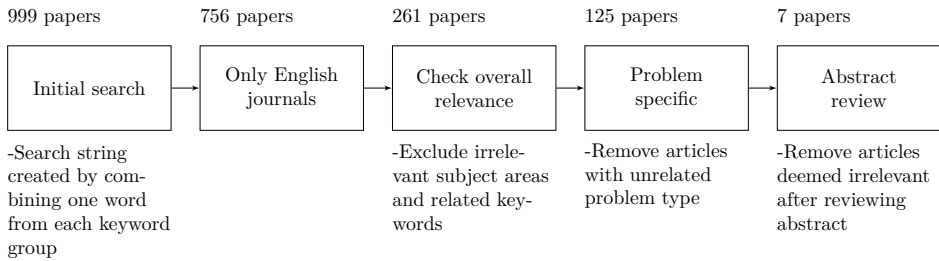 999 papers
756 papers
261 papers
125 papers
7 papers
Initial search
Only English
journals
Check overall
relevance
Problem
specific
Abstract
review
-Search string
created by com-
bining one word
from each keyword
group
-Exclude irrele-
vant subject areas
and related key-
words
-Remove articles
with unrelated
problem type
-Remove articles
deemed irrelevant
after reviewing
abstract